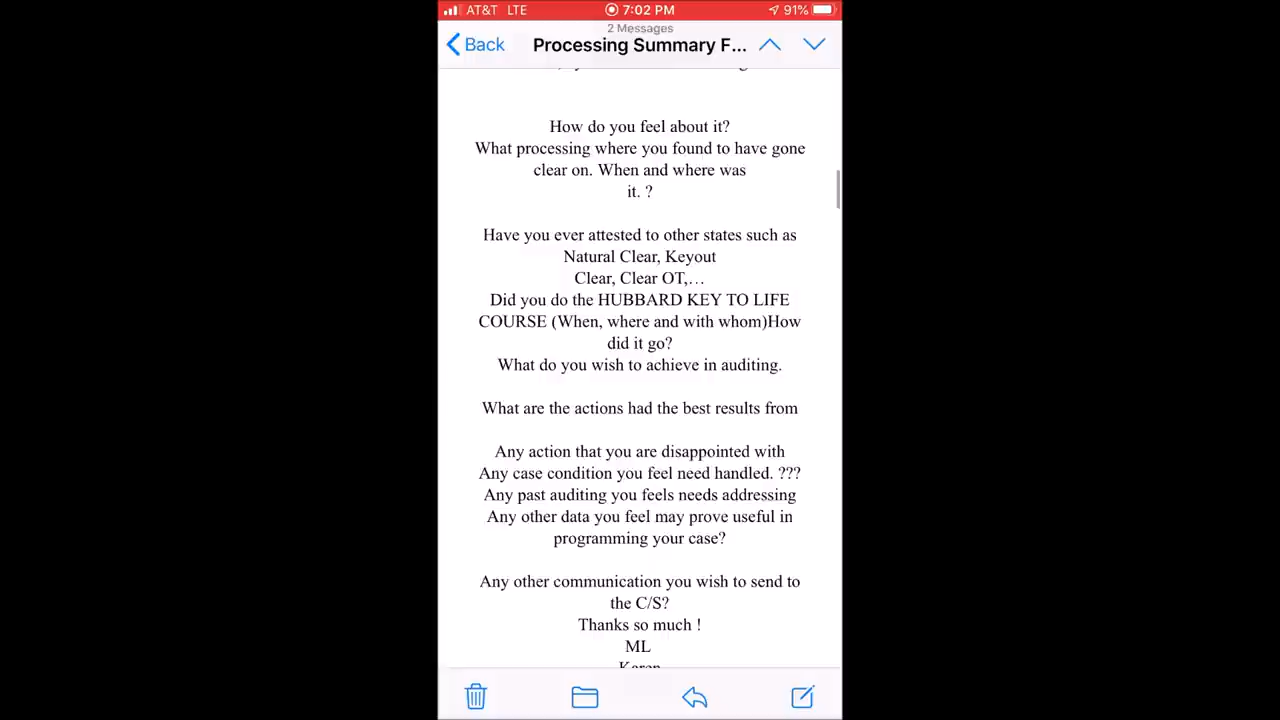 AT&T LTE 7:02 PM 91%
2 Messages
Back Processing Summary F...
How do you feel about it?
What processing where you found to have gone
clear on. When and where was
it. ?
Have you ever attested to other states such as
Natural Clear, Keyout
Clear, Clear OT,…
Did you do the HUBBARD KEY TO LIFE
COURSE (When, where and with whom)How
did it go?
What do you wish to achieve in auditing.
What are the actions had the best results from
Any action that you are disappointed with
Any case condition you feel need handled. ???
Any past auditing you feels needs addressing
Any other data you feel may prove useful in
programming your case?
Any other communication you wish to send to
the C/S?
Thanks so much !
ML
Karen